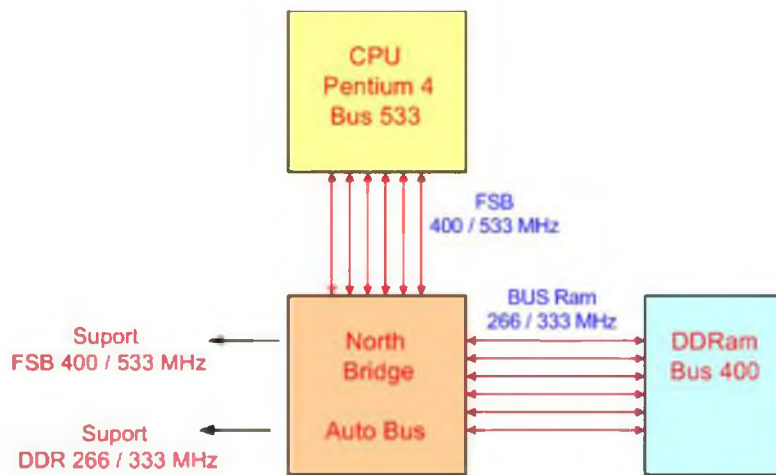 CPU
Pentium 4
Bus 533
FSB
400 / 533 MHz
BUS Ram
266 / 333 MHz
Suport
FSB 400 / 533 MHz
North
Bridge
Auto Bus
DDRam
Bus 400
Suport
DDR 266 / 333 MHz